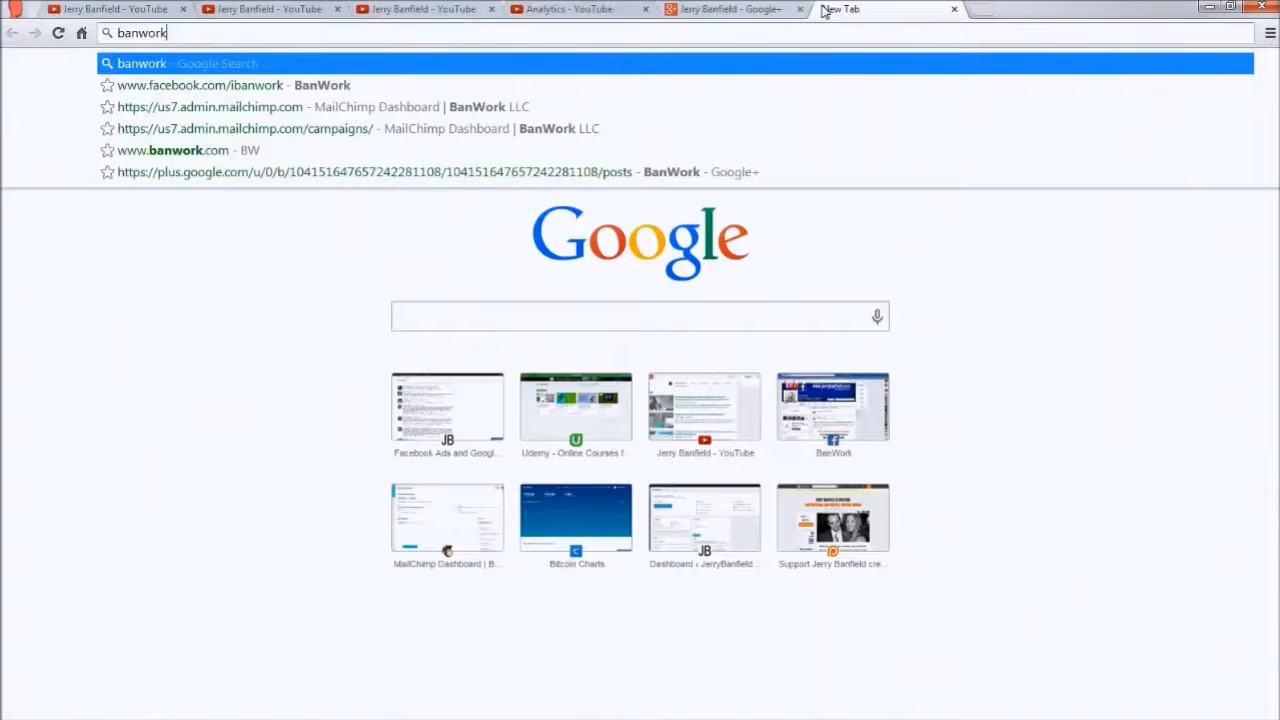 Jerry Banfield - YouTube
Jerry Banfield - YouTube
Jerry Banfield - YouTube
Analytics - YouTube
Jerry Banfield - Google+
New Tab
banwork
banwork - Google Search
www.facebook.com/ibanwork - BanWork
https://us7.admin.mailchimp.com - MailChimp Dashboard | BanWork LLC
https://us7.admin.mailchimp.com/campaigns/ - MailChimp Dashboard | BanWork LLC
www.banwork.com - BW
https://plus.google.com/u/0/b/104151647657242281108/104151647657242281108/posts - BanWork - Google+
Google
JB
Facebook Ads and Googl...
Udemy - Online Courses f...
Jerry Banfield - YouTube
BanWork
MailChimp Dashboard | B...
Bitcoin Charts
JB
Dashboard ‹ JerryBanfield...
Support Jerry Banfield cre...